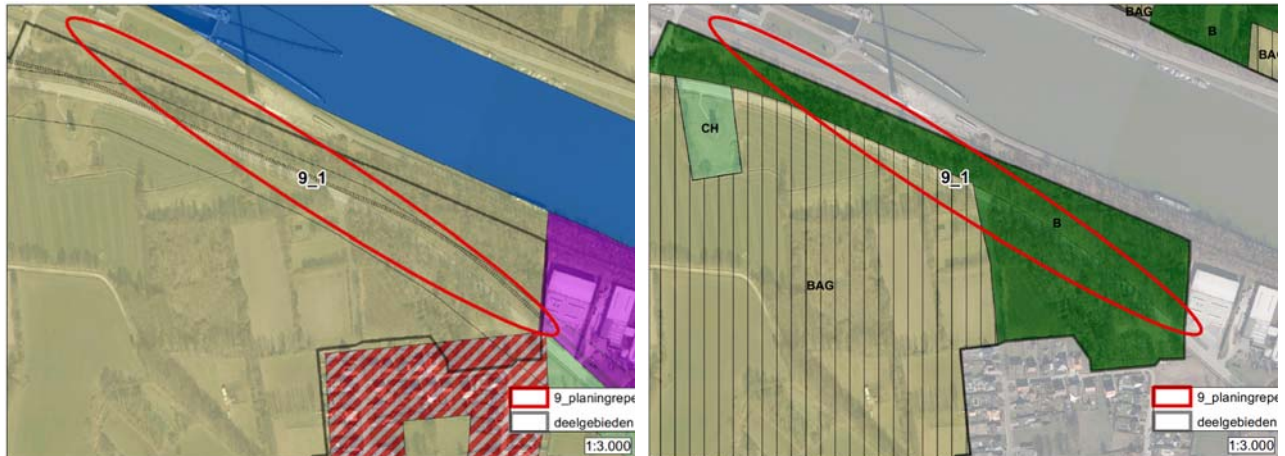 9_1
9_planingrepe
deelgebieden
1:3.000
BAG
B
BAG
CH
9_1
B
BAG
9_planingrepe
deelgebieden
1:3.000